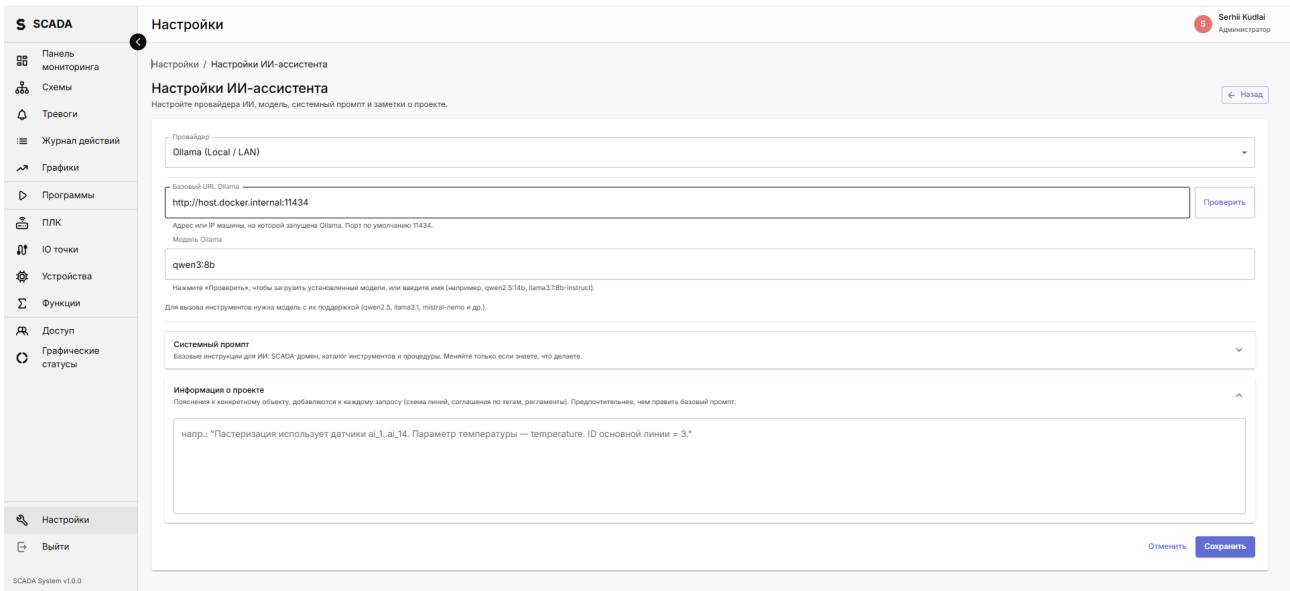 SCADA
Настройки
S
Serhii Kudlai
Администратор
Панель
мониторинга
Схемы
Тревоги
Журнал действий
Графики
Программы
ПЛК
IO точки
Устройства
Функции
Доступ
Графические
статусы
Настройки
Выйти
SCADA System v1.0.0
Настройки / Настройки ИИ-ассистента
Настройки ИИ-ассистента
Настройте провайдера ИИ, модель, системный промпт и заметки о проекте.
← Назад
Провайдер
Ollama (Local / LAN)
Базовый URL Ollama
http://host.docker.internal:11434
Проверить
Адрес или IP машины, на которой запущена Ollama. Порт по умолчанию 11434.
Модель Ollama
qwen3:8b
Нажмите «Проверить», чтобы загрузить установленные модели, или введите имя (например, qwen2.5:14b, llama3.1:8b-instruct).
Для вызова инструментов нужна модель с их поддержкой (qwen2.5, llama3.1, mistral-nemo и др.).
Системный промпт
Базовые инструкции для ИИ: SCADA-домен, каталог инструментов и процедуры. Меняйте только если знаете, что делаете.
Информация о проекте
Пояснения к конкретному объекту, добавляются к каждому запросу (схема линий, соглашения по тегам, регламенты). Предпочтительнее, чем править базовый промпт.
напр.: "Пастеризация использует датчики ai_1..ai_14. Параметр температуры — temperature. ID основной линии = 3."
Отменить
Сохранить